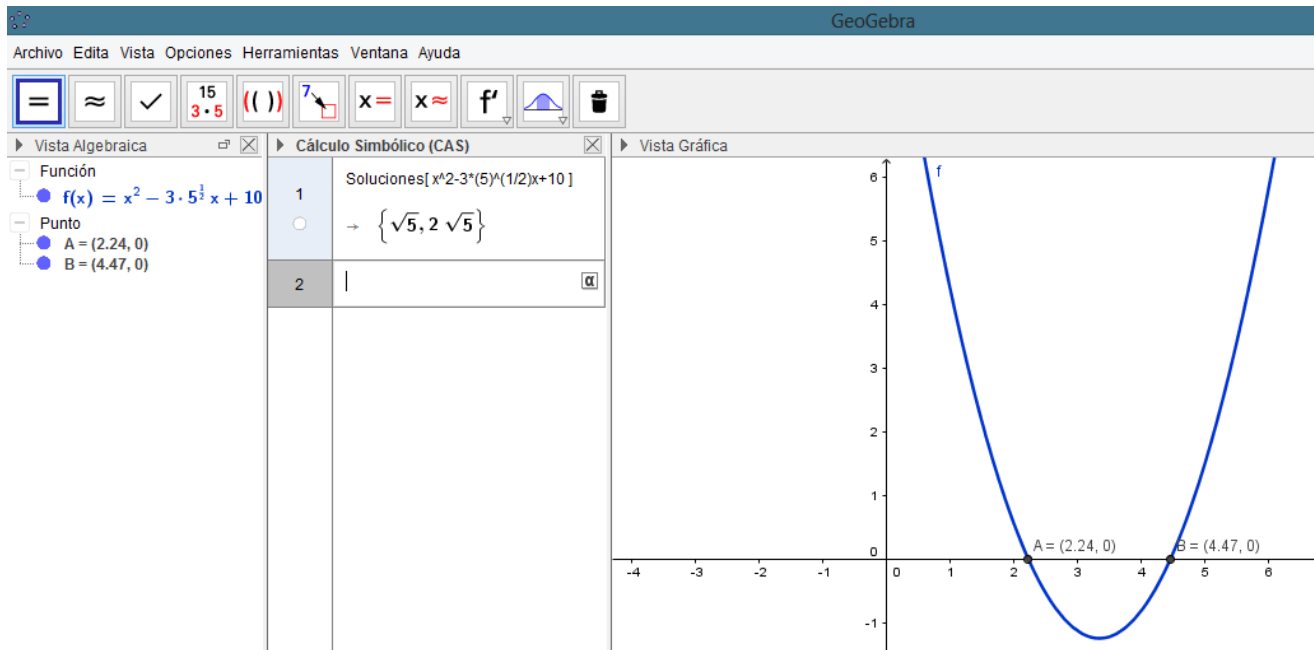 GeoGebra
Archivo Edita Vista Opciones Herramientas Ventana Ayuda
= ≈ ✓ 15 3·5 (( )) 7 x= x≈ f′
Vista Algebraica
Función
f(x) = x² − 3 · 5^½ x + 10
Punto
A = (2.24, 0)
B = (4.47, 0)
Cálculo Simbólico (CAS)
1
Soluciones[ x^2-3*(5)^(1/2)x+10 ]
→ {√5, 2 √5}
2
α
Vista Gráfica
f
6
5
4
3
2
1
0
-1
A = (2.24, 0)
B = (4.47, 0)
-4 -3 -2 -1 0 1 2 3 4 5 6